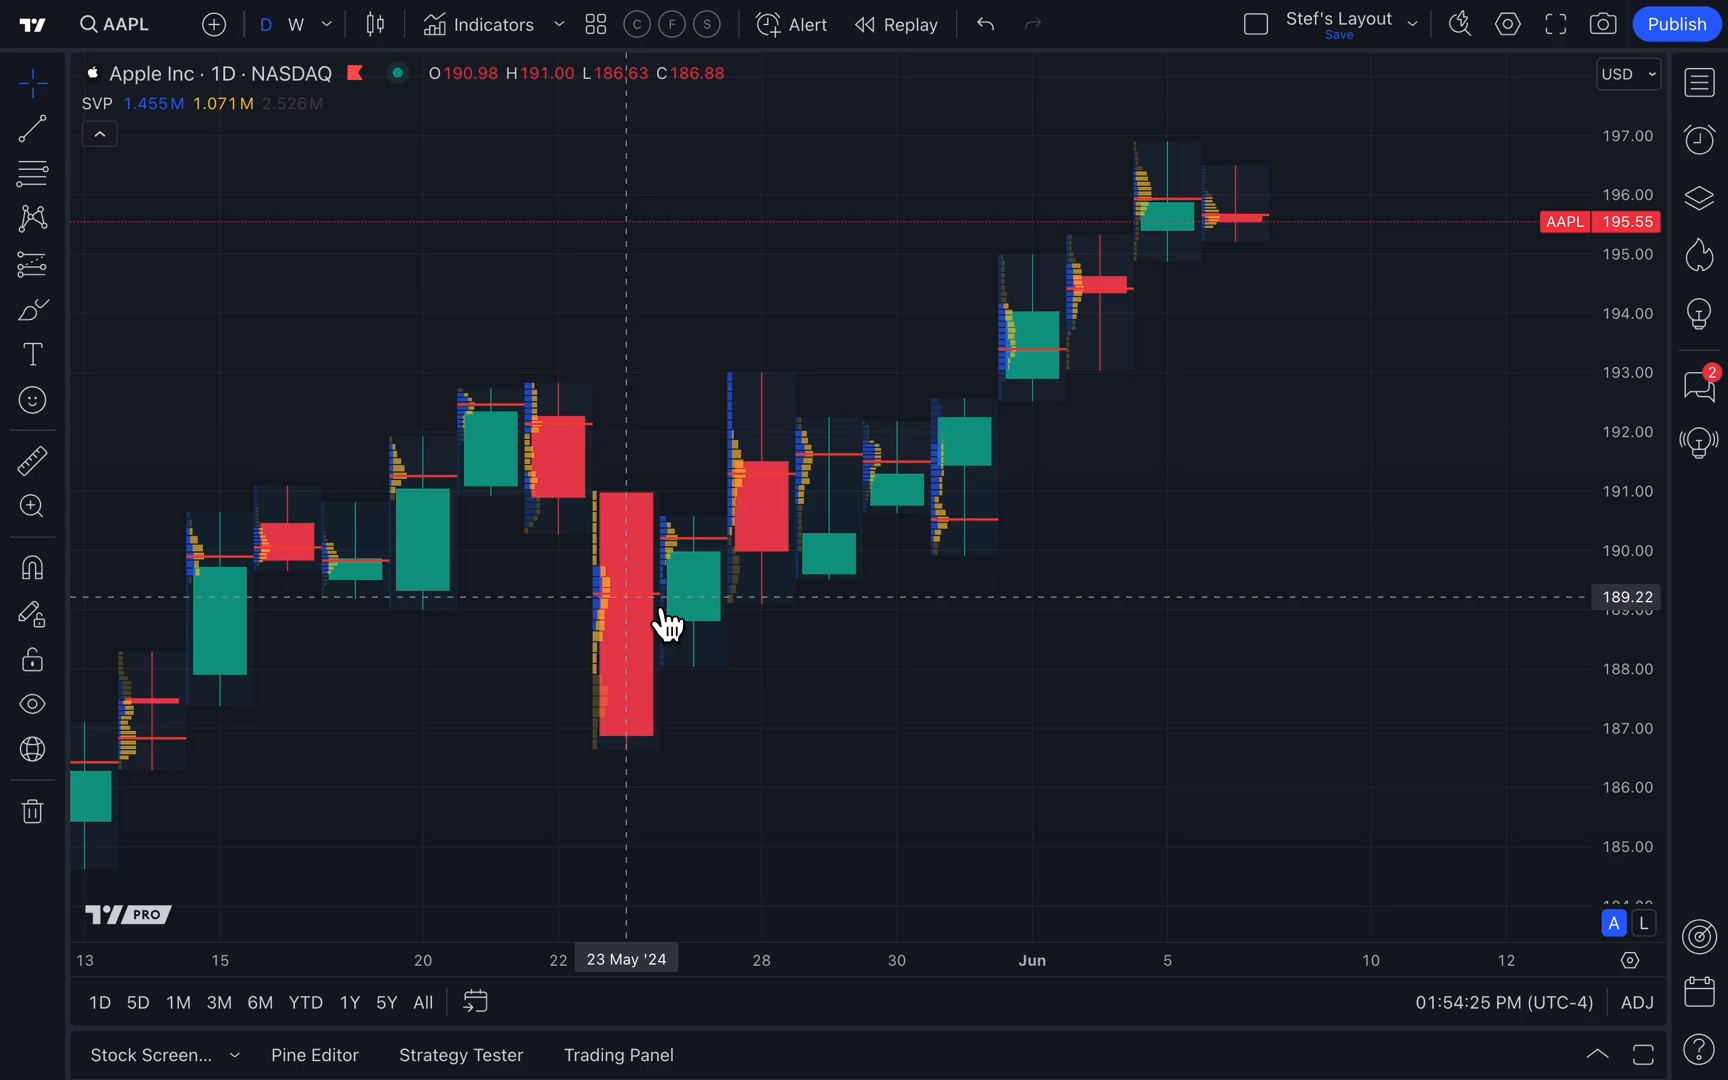 AAPL
D W
Indicators
C F S
Alert
Replay
Stef's Layout
Save
Publish
Apple Inc · 1D · NASDAQ O190.98 H191.00 L186.63 C186.88
USD
SVP 1.455M 1.071M 2.526M
197.00
196.00
AAPL 195.55
195.00
194.00
193.00
2
192.00
191.00
190.00
189.22
189.00
188.00
187.00
186.00
185.00
PRO
A L
13 15 20 22 23 May '24 28 30 Jun 5 10 12
1D 5D 1M 3M 6M YTD 1Y 5Y All
01:54:25 PM (UTC-4) ADJ
Stock Screen... Pine Editor Strategy Tester Trading Panel